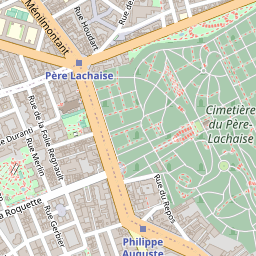 Ménilmontant
Rue Houdart
Rue de
Père Lachaise
Rue de la Folie Regnault
Duranti
Rue Merlin
Cimetière
du Père-
Lachaise
Rue du Repos
la Roquette
Rue Gerbier
Philippe
Auguste